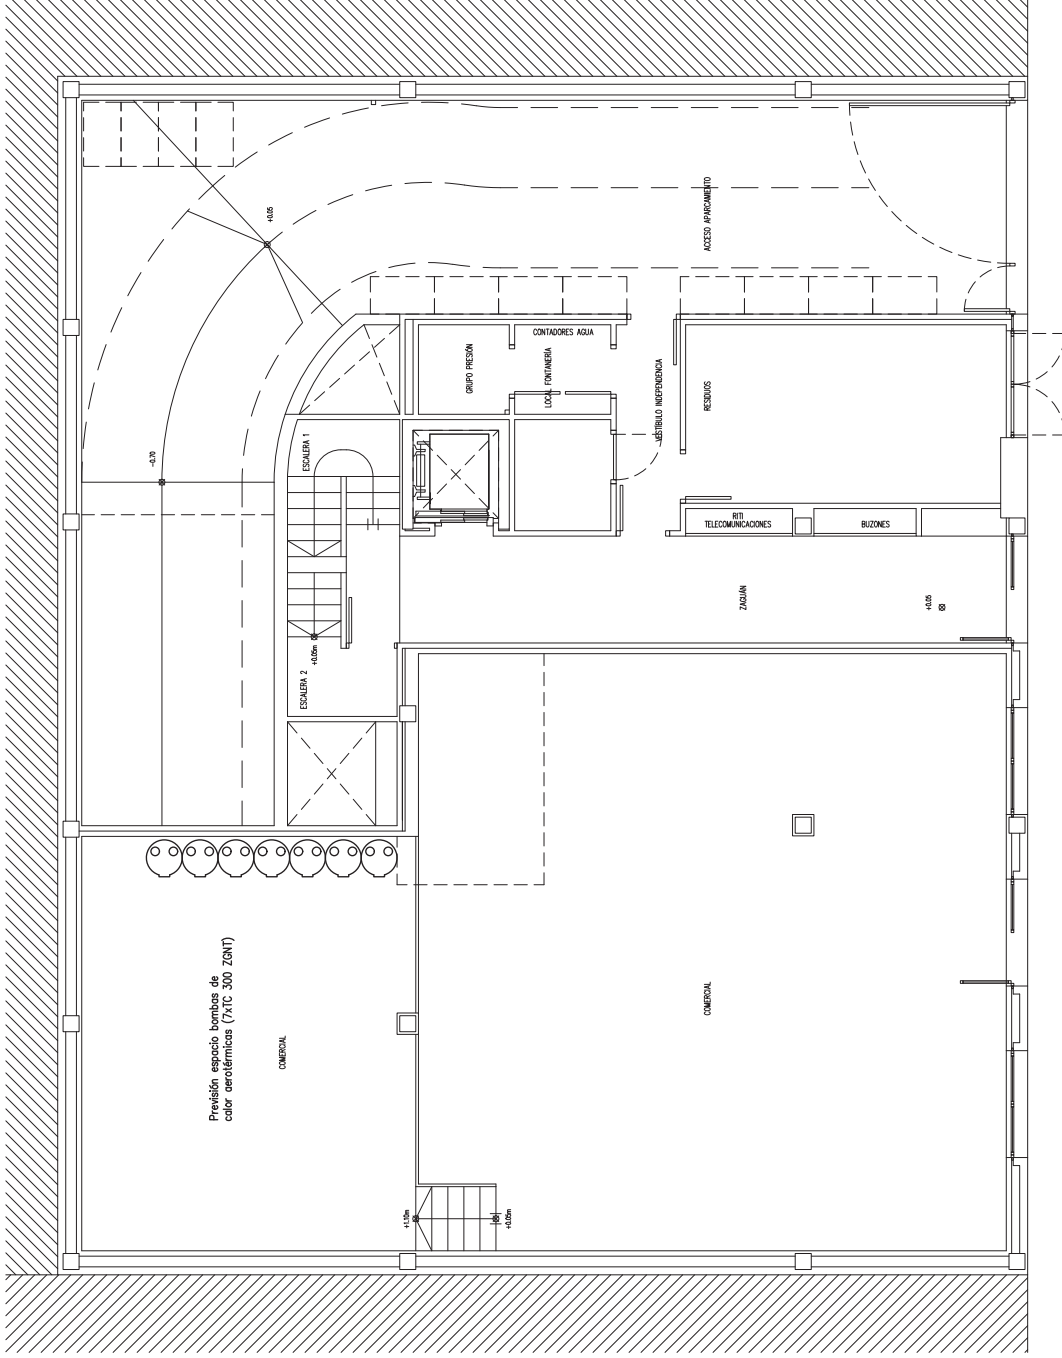 +0.05
ACCESO APARCAMIENTO
CONTADORES AGUA
GRUPO PRESIÓN
LOCAL FONTANERÍA
VESTÍBULO INDEPENDENCIA
RESIDUOS
-0.70
ESCALERA 1
RITI
TELECOMUNICACIONES
BUZONES
ZAGUÁN
+0.05
+0.05m
ESCALERA 2
Previsión espacio bombas de
calor aerotérmicas (7xTC 300 ZGNT)
COMERCIAL
COMERCIAL
+1.10m
+0.05m